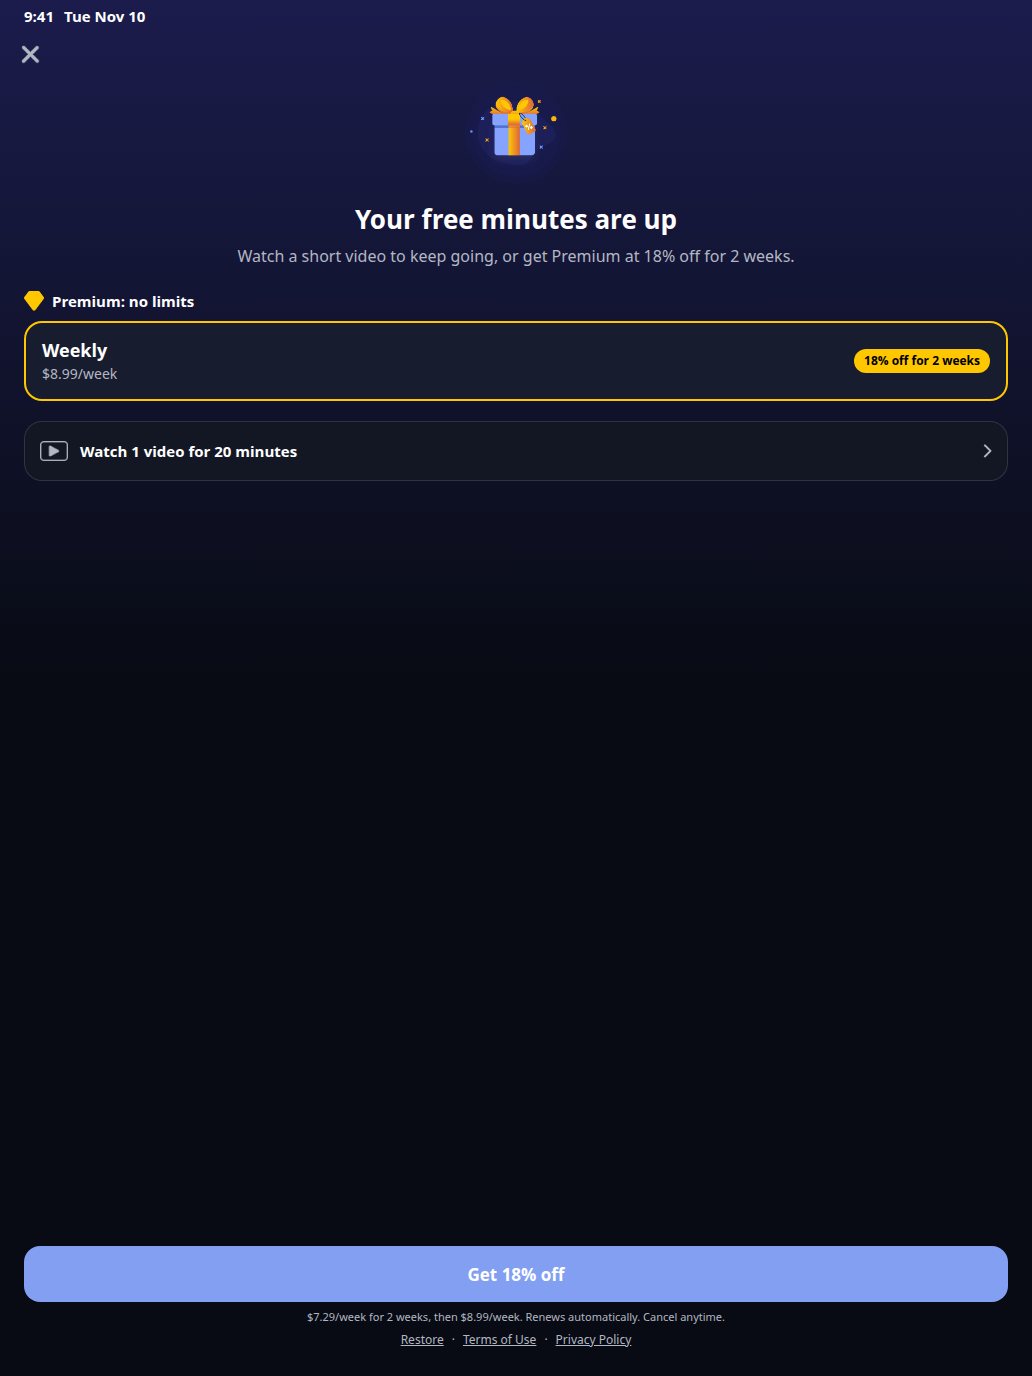 9:41 Tue Nov 10
Your free minutes are up
Watch a short video to keep going, or get Premium at 18% off for 2 weeks.
Premium: no limits
Weekly
$8.99/week
18% off for 2 weeks
Watch 1 video for 20 minutes
Get 18% off
$7.29/week for 2 weeks, then $8.99/week. Renews automatically. Cancel anytime.
Restore · Terms of Use · Privacy Policy